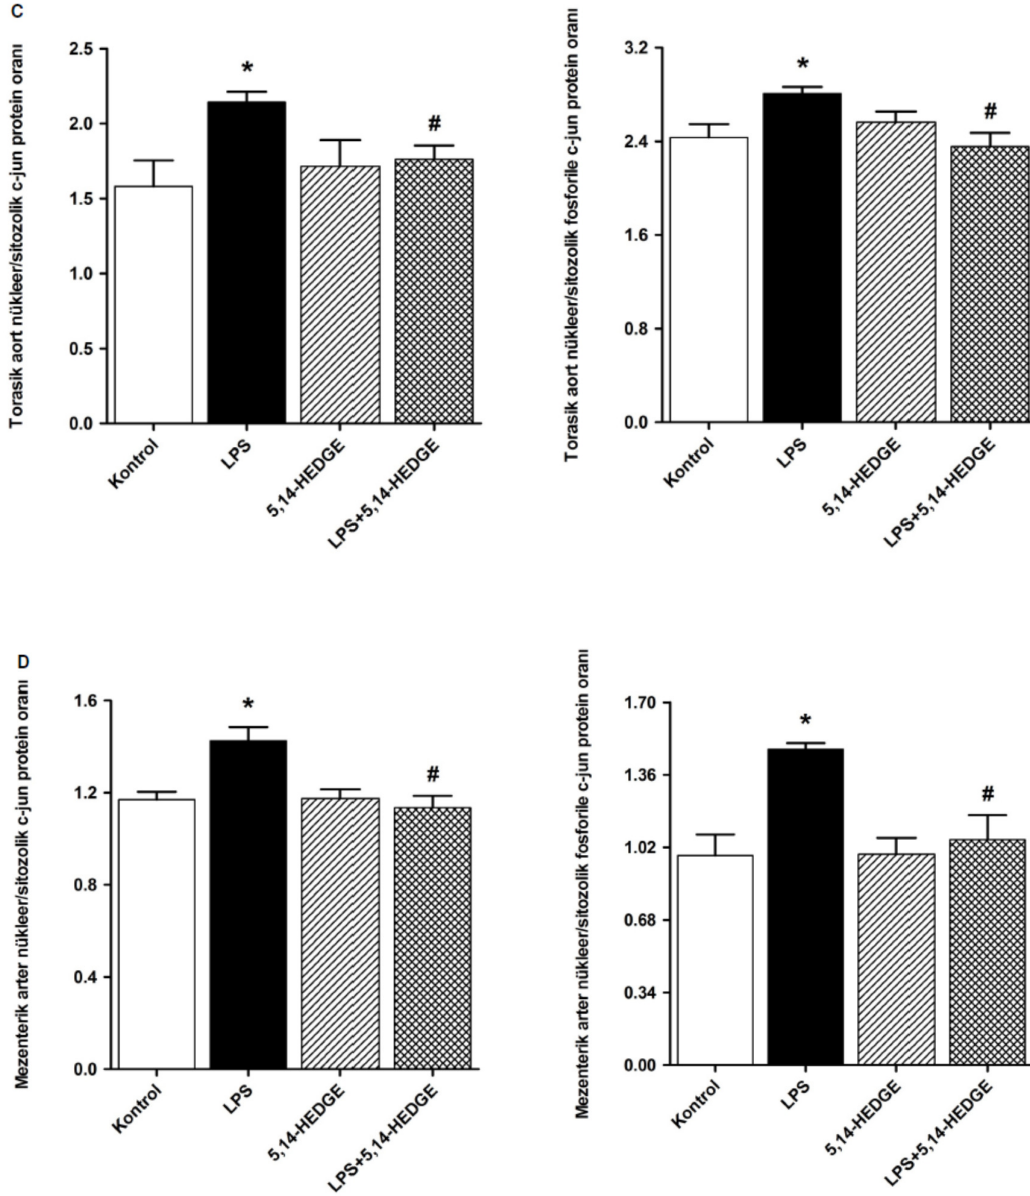 C
Torasik aort nükleer/sitozolik c-jun protein oranı
2.5
2.0
1.5
1.0
0.5
0.0
*
#
Kontrol
LPS
5,14-HEDGE
LPS+5,14-HEDGE
Torasik aort nükleer/sitozolik fosforile c-jun protein oranı
3.2
2.4
1.6
0.8
0.0
*
#
Kontrol
LPS
5,14-HEDGE
LPS+5,14-HEDGE
D
Mezenterik arter nükleer/sitozolik c-jun protein oranı
1.6
1.2
0.8
0.4
0.0
*
#
Kontrol
LPS
5,14-HEDGE
LPS+5,14-HEDGE
Mezenterik arter nükleer/sitozolik fosforile c-jun protein oranı
1.70
1.36
1.02
0.68
0.34
0.00
*
#
Kontrol
LPS
5,14-HEDGE
LPS+5,14-HEDGE